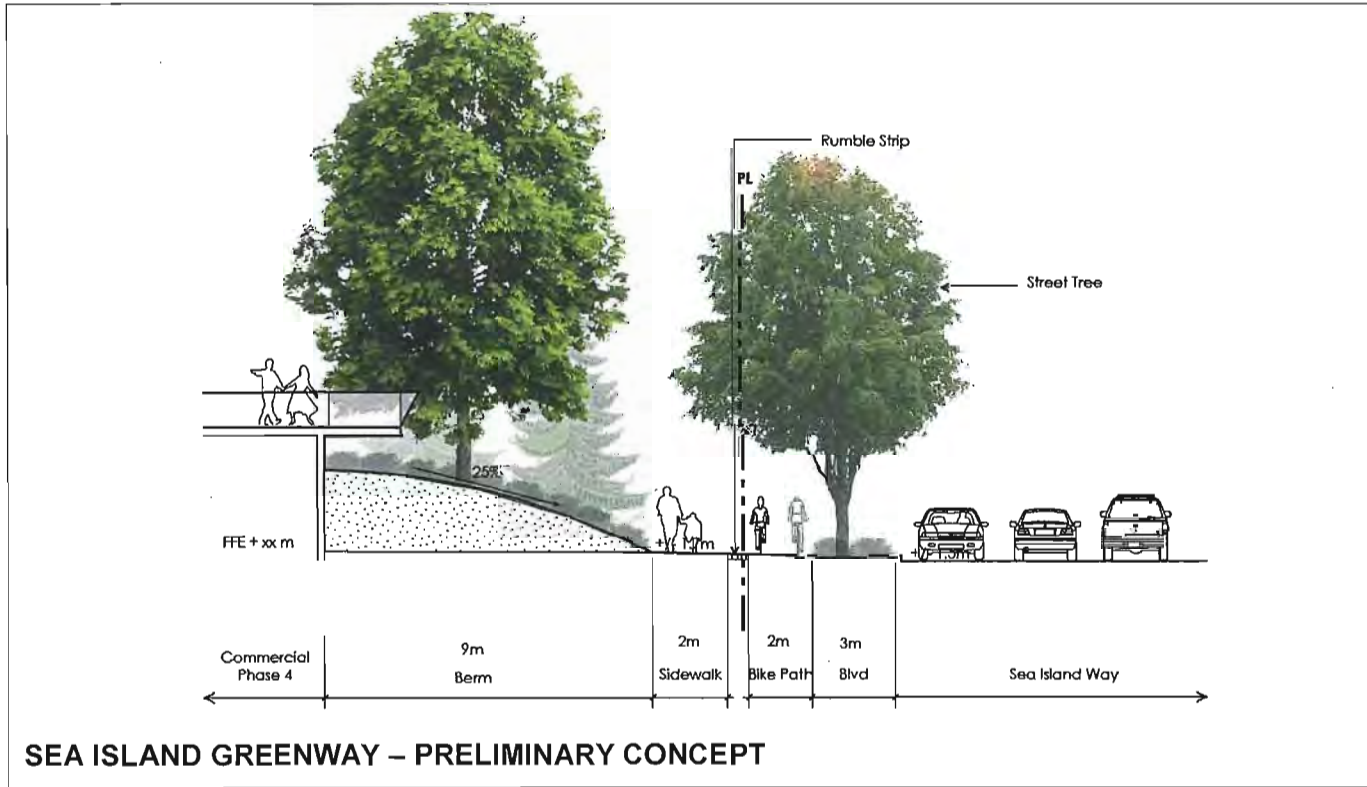 Rumble Strip
PL
Street Tree
25%
FFE + xx m
Commercial
Phase 4
9m
Berm
2m
Sidewalk
2m
Bike Path
3m
Blvd
Sea Island Way
SEA ISLAND GREENWAY – PRELIMINARY CONCEPT